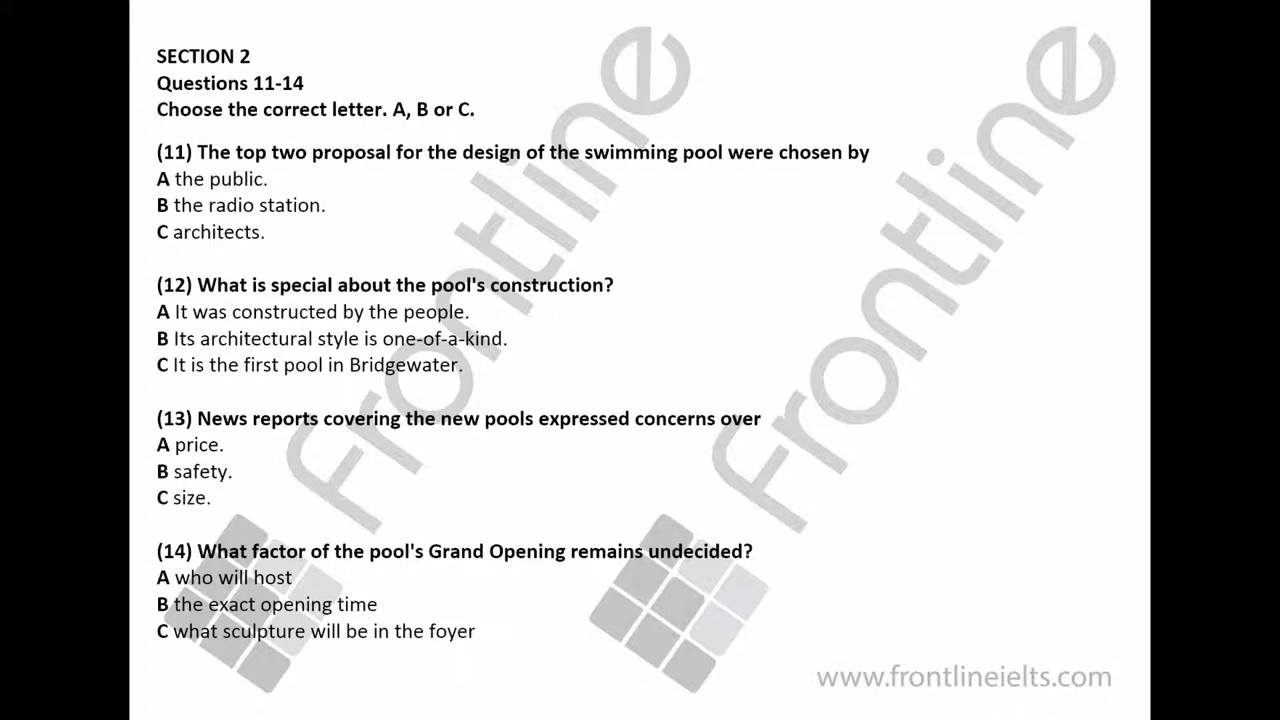 SECTION 2
Questions 11-14
Choose the correct letter. A, B or C.
(11) The top two proposal for the design of the swimming pool were chosen by
A the public.
B the radio station.
C architects.
(12) What is special about the pool's construction?
A It was constructed by the people.
B Its architectural style is one-of-a-kind.
C It is the first pool in Bridgewater.
(13) News reports covering the new pools expressed concerns over
A price.
B safety.
C size.
(14) What factor of the pool's Grand Opening remains undecided?
A who will host
B the exact opening time
C what sculpture will be in the foyer
frontline
frontline
www.frontlineielts.com